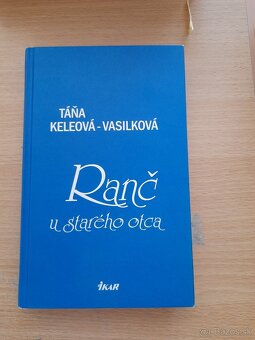 TÁŇA
KELEOVÁ-VASILKOVÁ
Ranč
u starého otca
IKAR